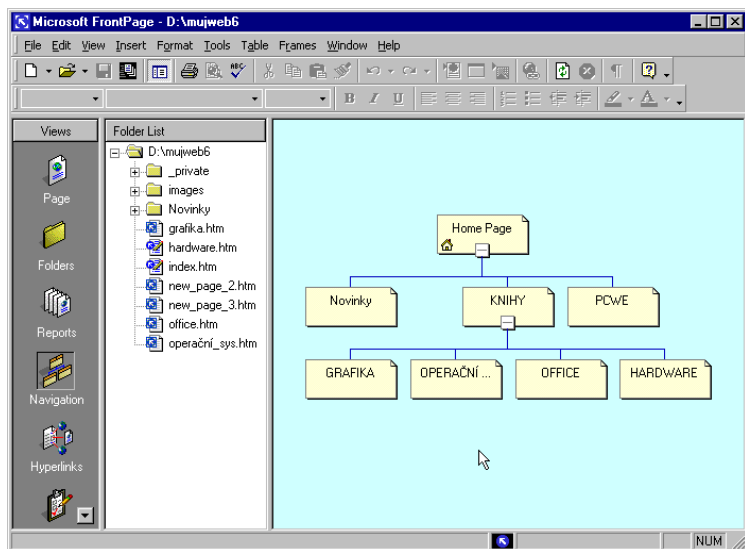 Microsoft FrontPage - D:\mujweb6
File Edit View Insert Format Tools Table Frames Window Help
ABC
B I U A
Views
Folder List
D:\mujweb6
_private
images
Novinky
grafika.htm
hardware.htm
index.htm
new_page_2.htm
new_page_3.htm
office.htm
operační_sys.htm
Page
Folders
Reports
Navigation
Hyperlinks
Home Page
Novinky KNIHY PCWE
GRAFIKA OPERAČNÍ ... OFFICE HARDWARE
NUM